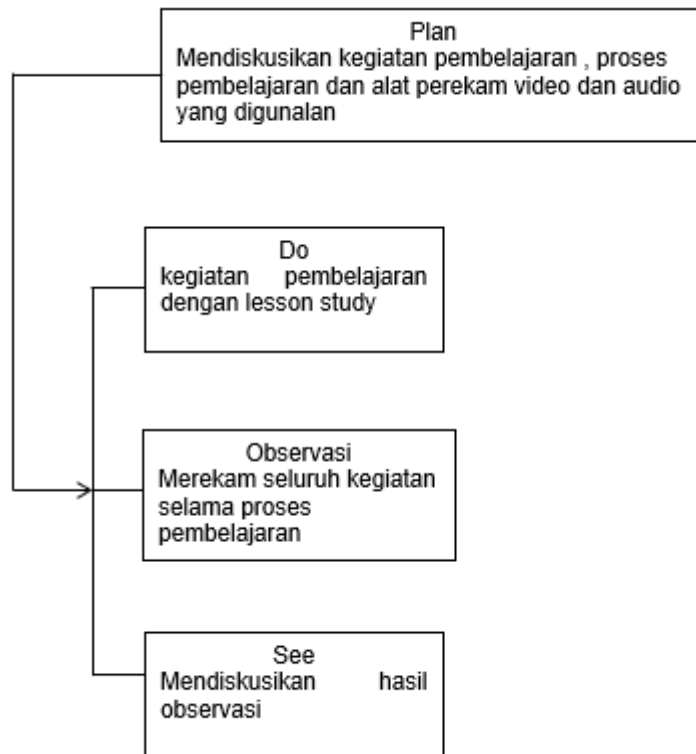 Plan
Mendiskusikan kegiatan pembelajaran , proses
pembelajaran dan alat perekam video dan audio
yang digunalan
Do
kegiatan pembelajaran
dengan lesson study
Observasi
Merekam seluruh kegiatan
selama proses
pembelajaran
See
Mendiskusikan hasil
observasi